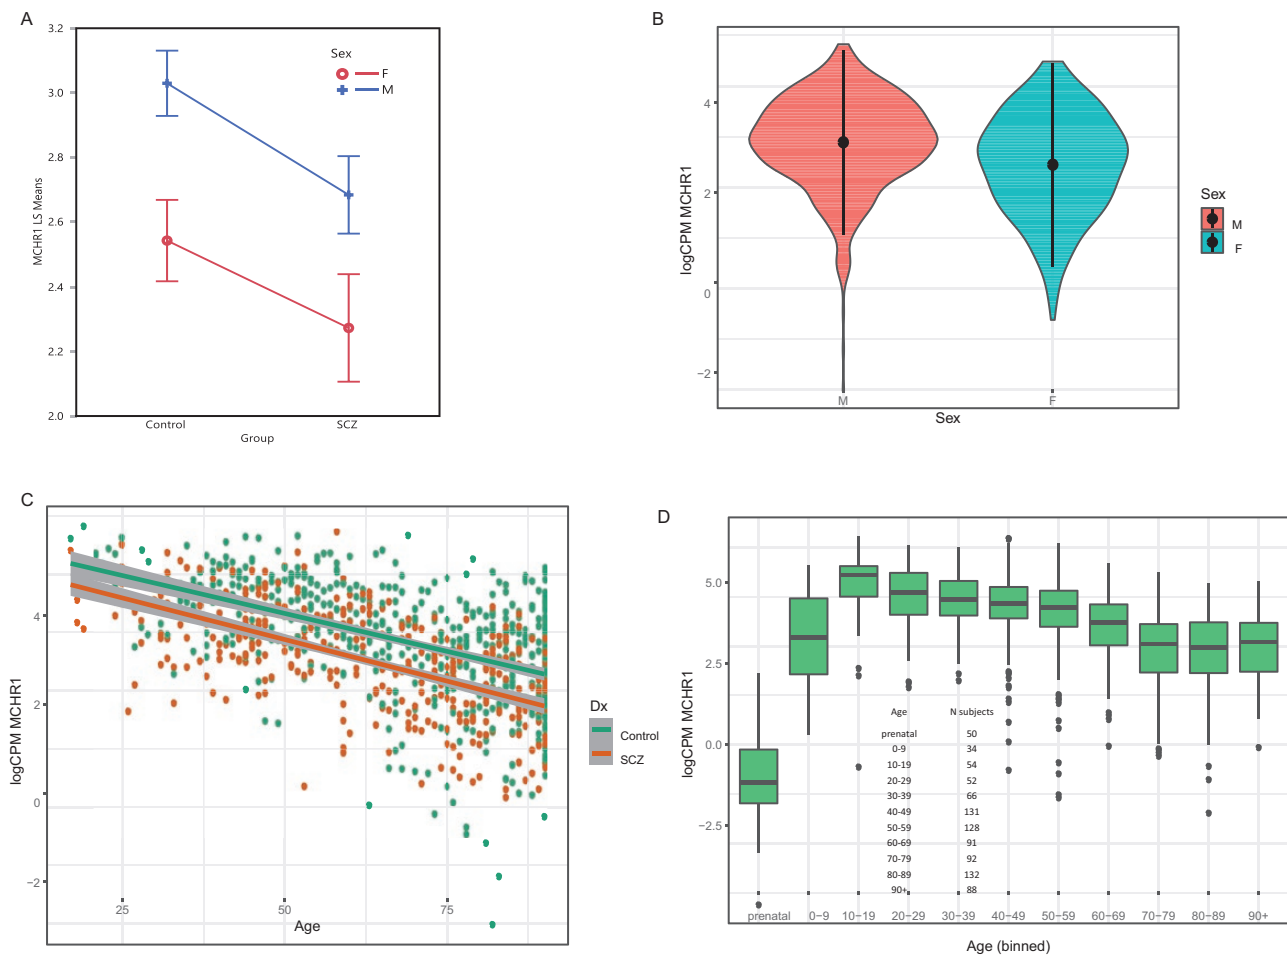 A
3.2
3.0
2.8
2.6
2.4
2.2
2.0
MCHR1 LS Means
Sex
F
M
Control
SCZ
Group
B
4
2
0
−2
logCPM MCHR1
M
F
Sex
Sex
M
F
C
4
2
0
−2
logCPM MCHR1
25
50
75
Age
Dx
Control
SCZ
D
5.0
2.5
0.0
−2.5
logCPM MCHR1
Age N subjects
prenatal 50
0-9 34
10-19 54
20-29 52
30-39 66
40-49 131
50-59 128
60-69 91
70-79 92
80-89 132
90+ 88
prenatal 0−9 10−19 20−29 30−39 40−49 50−59 60−69 70−79 80−89 90+
Age (binned)